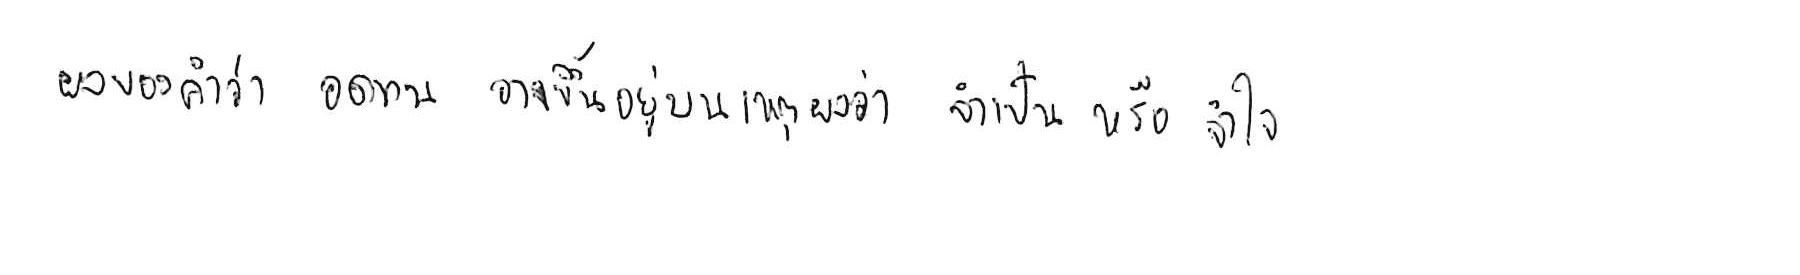 ผลของคำว่า อดทน อาจขึ้นอยู่บนเหตุผลว่า จำเป็น หรือ จำใจ